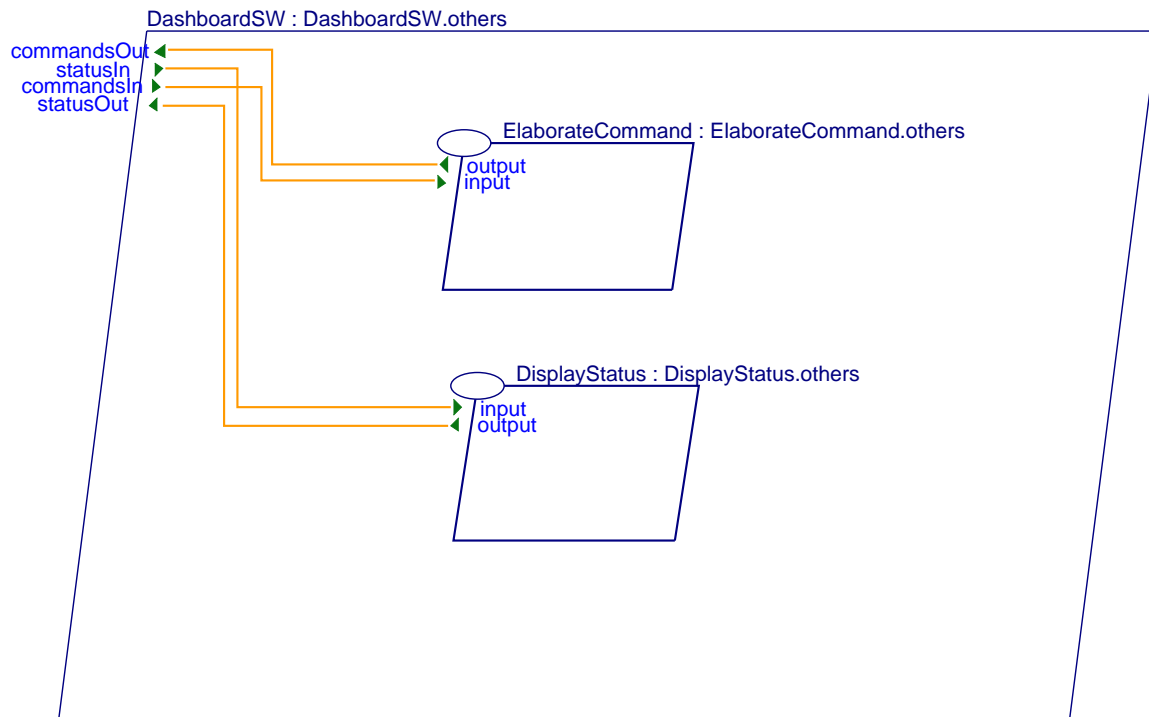 DashboardSW : DashboardSW.others
commandsOut
statusIn
commandsIn
statusOut
ElaborateCommand : ElaborateCommand.others
output
input
DisplayStatus : DisplayStatus.others
input
output